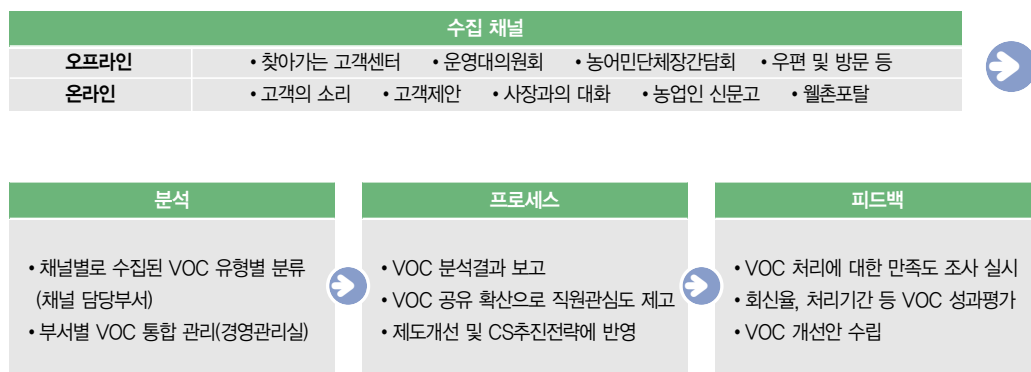 수집 채널
오프라인 • 찾아가는 고객센터 • 운영대의원회 • 농어민단체장간담회 • 우편 및 방문 등
온라인 • 고객의 소리 • 고객제안 • 사장과의 대화 • 농업인 신문고 • 웰촌포탈
분석
• 채널별로 수집된 VOC 유형별 분류
(채널 담당부서)
• 부서별 VOC 통합 관리(경영관리실)
프로세스
• VOC 분석결과 보고
• VOC 공유 확산으로 직원관심도 제고
• 제도개선 및 CS추진전략에 반영
피드백
• VOC 처리에 대한 만족도 조사 실시
• 회신율, 처리기간 등 VOC 성과평가
• VOC 개선안 수립